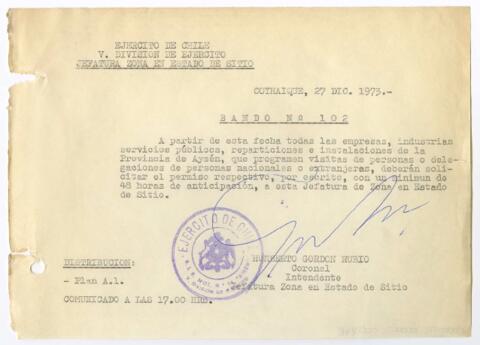 EJERCITO DE CHILE
V. DIVISION DE EJERCITO
JEFATURA ZONA EN ESTADO DE SITIO
COYHAIQUE, 27 DIC. 1973.-
BANDO Nº 102
A partir de esta fecha todas las empresas, industrias
servicios públicos, reparticiones e instalaciones de la
Provincia de Aysén, que programen visitas de personas o dele-
gaciones de personas nacionales o extranjeras, deberán soli-
citar el permiso respectivo, por escrito, con un minimun de
48 horas de anticipación, a esta Jefatura de Zona en Estado
de Sitio.
EJERCITO DE CHILE
HUMBERTO GORDON RUBIO
Coronel
Intendente
Jefatura Zona en Estado de Sitio
DISTRIBUCION:
- Plan A.1.
COMUNICADO A LAS 17.00 HRS.